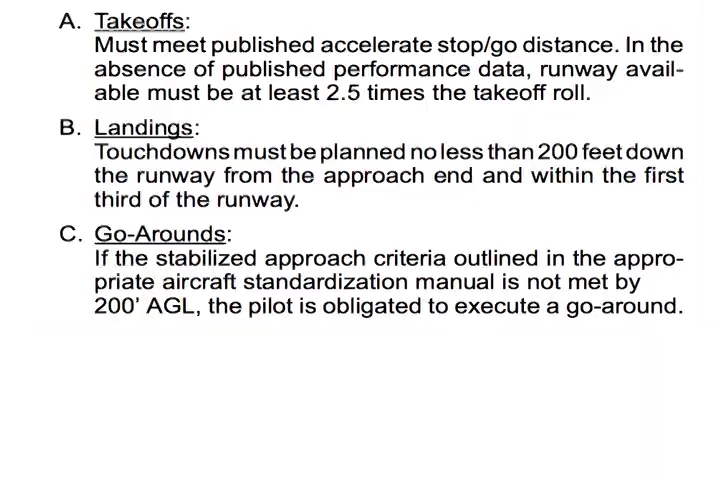 A. Takeoffs:
Must meet published accelerate stop/go distance. In the
absence of published performance data, runway avail-
able must be at least 2.5 times the takeoff roll.
B. Landings:
Touchdowns must be planned no less than 200 feet down
the runway from the approach end and within the first
third of the runway.
C. Go-Arounds:
If the stabilized approach criteria outlined in the appro-
priate aircraft standardization manual is not met by
200' AGL, the pilot is obligated to execute a go-around.